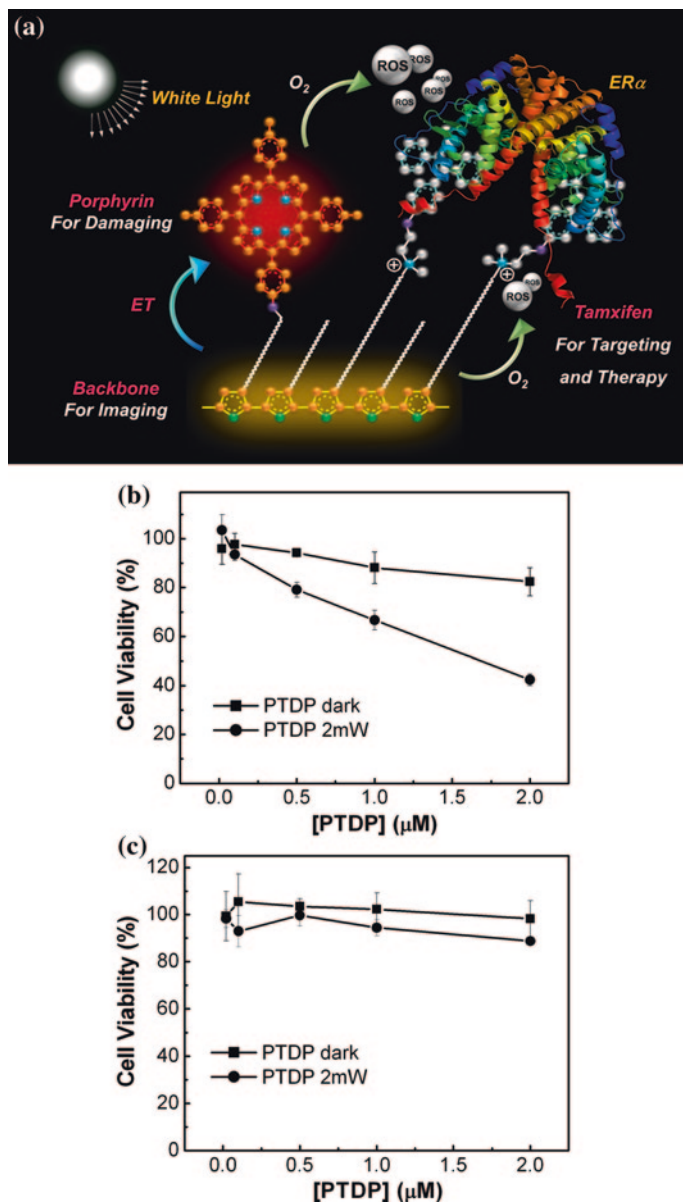 (a)
White Light
O2
ROS
ROS
ROS
ROS
ROS
ERα
Porphyrin
For Damaging
ET
Backbone
For Imaging
ROS
ROS
O2
Tamxifen
For Targeting
and Therapy
(b)
100
80
60
40
20
0
Cell Viability (%)
PTDP dark
PTDP 2mW
0.0 0.5 1.0 1.5 2.0
[PTDP] (μM)
(c)
120
100
80
60
40
20
0
Cell Viability (%)
PTDP dark
PTDP 2mW
0.0 0.5 1.0 1.5 2.0
[PTDP] (μM)